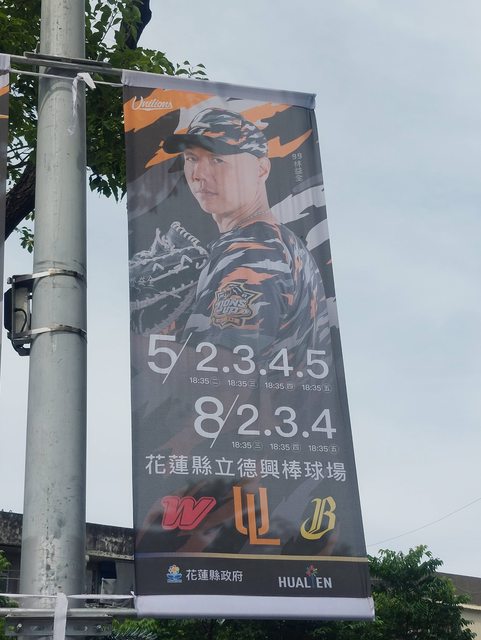 Unilions
99 林益全
5/2.3.4.5
18:35 二 18:35 三 18:35 四 18:35 五
8/2.3.4
18:35 三 18:35 四 18:35 五
花蓮縣立德興棒球場
W UL B
花蓮縣政府 HUALIEN